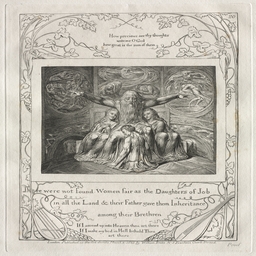 How precious are thy thoughts
unto me O God
how great is the sum of them
There were not found Women fair as the Daughters of Job
in all the Land & their Father gave them Inheritance
among their Brethren
If I ascend up into Heaven thou art there
If I make my bed in Hell behold Thou
art there